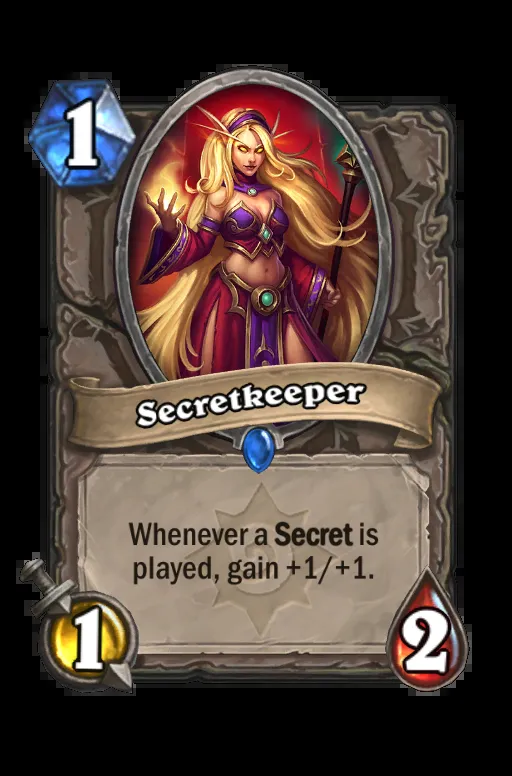 1
Secretkeeper
Whenever a Secret is
played, gain +1/+1.
1
2